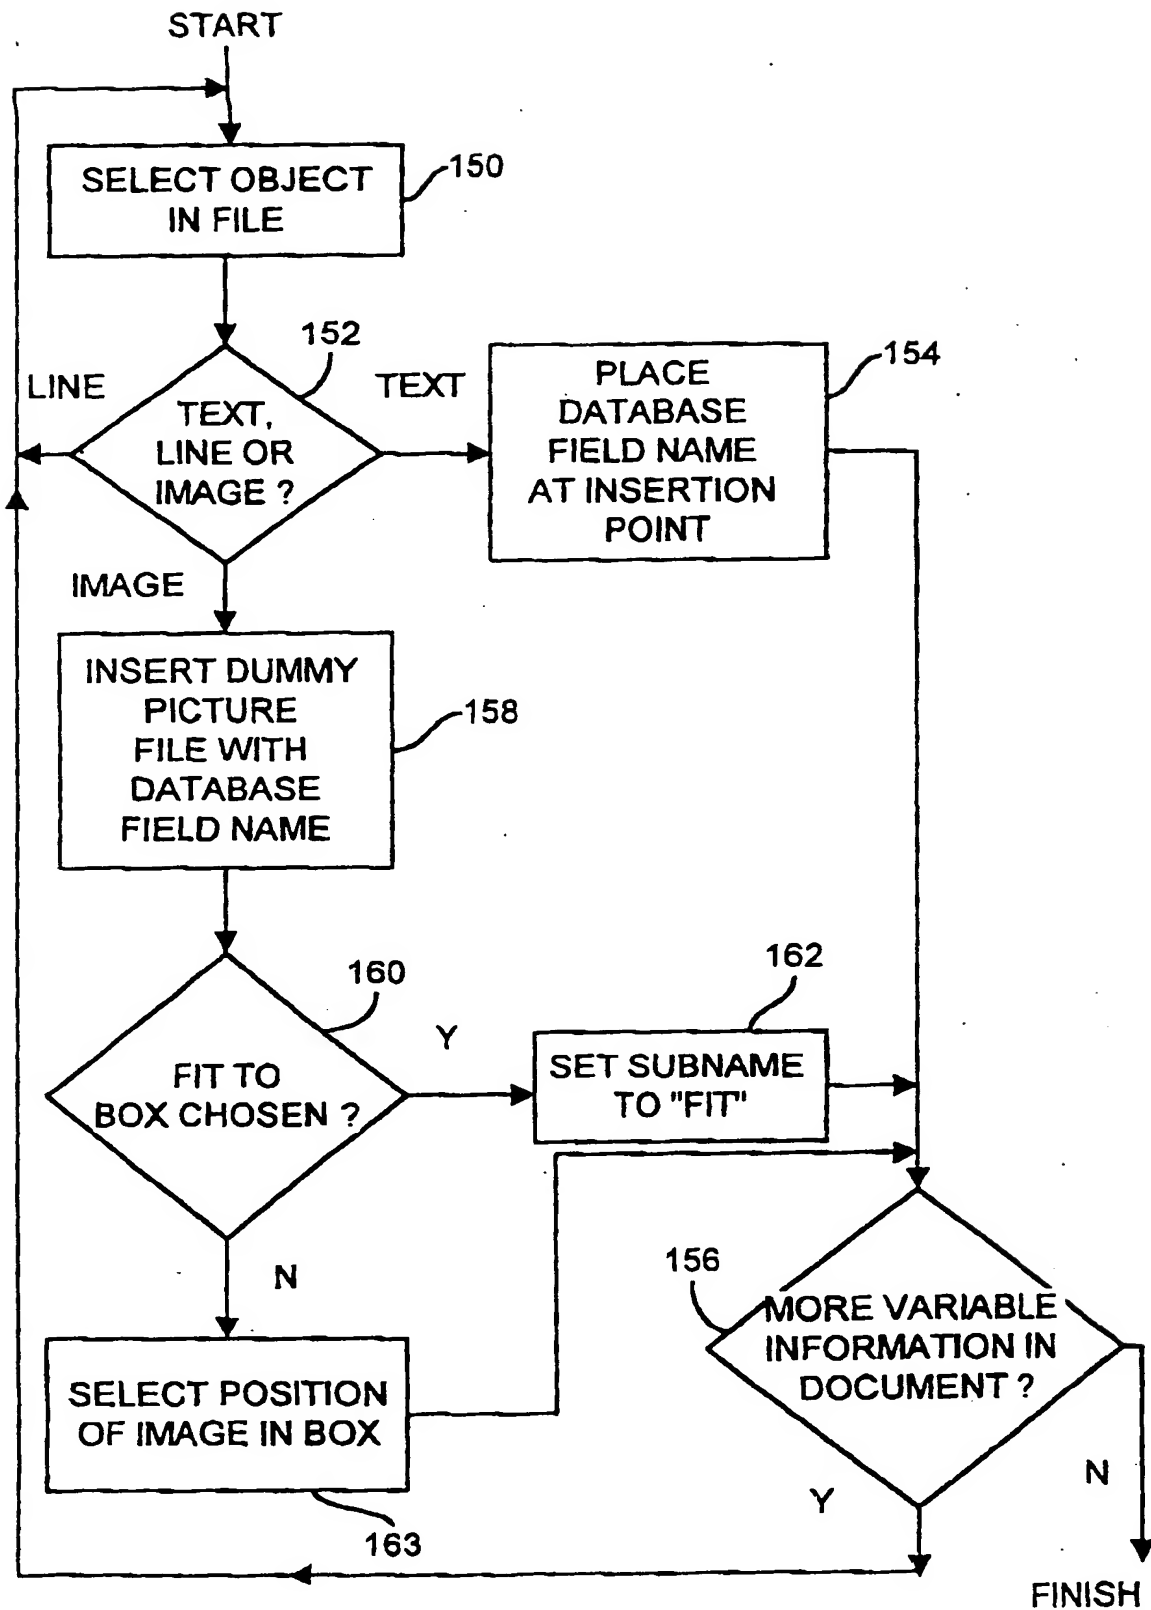 START
SELECT OBJECT
IN FILE
150
152
LINE
TEXT
TEXT,
LINE OR
IMAGE ?
PLACE
DATABASE
FIELD NAME
AT INSERTION
POINT
154
IMAGE
INSERT DUMMY
PICTURE
FILE WITH
DATABASE
FIELD NAME
158
160
FIT TO
BOX CHOSEN ?
Y
162
SET SUBNAME
TO "FIT"
N
SELECT POSITION
OF IMAGE IN BOX
163
156
MORE VARIABLE
INFORMATION IN
DOCUMENT ?
Y
N
FINISH